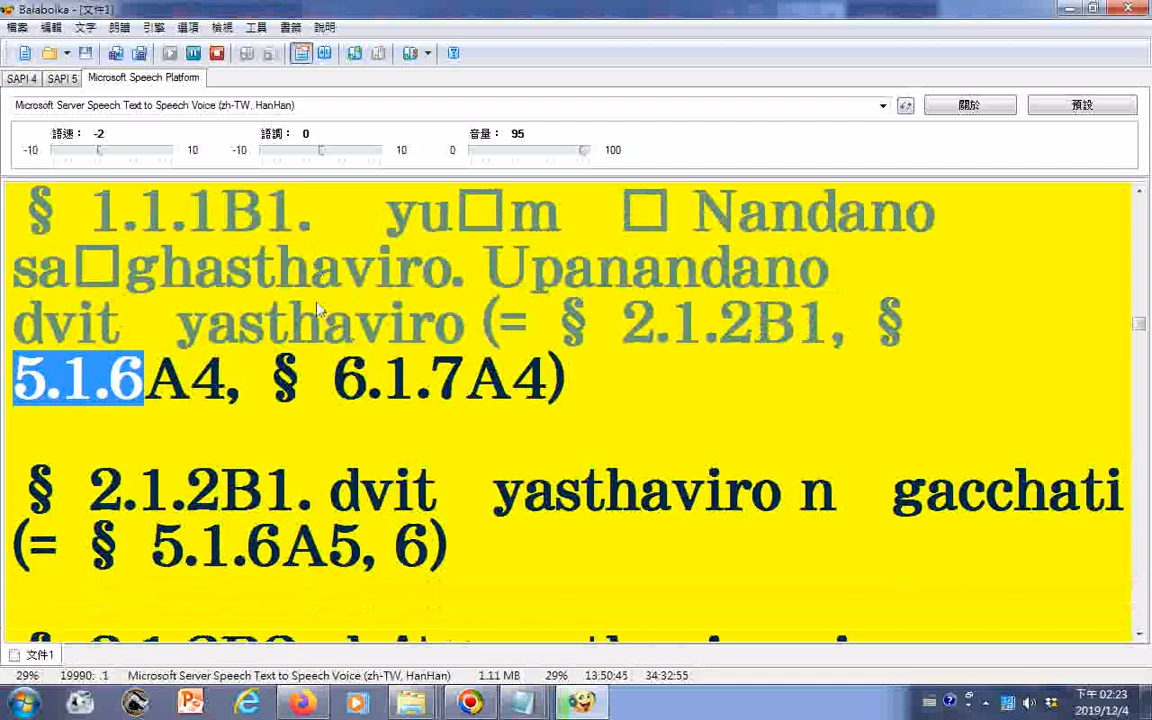 Balabolka - [文件1]
檔案 編輯 文字 朗讀 引擎 選項 檢視 工具 書籤 說明
SAPI 4 SAPI 5 Microsoft Speech Platform
Microsoft Server Speech Text to Speech Voice (zh-TW, HanHan) 關於 預設
語速： -2 語調： 0 音量： 95
-10 10 -10 10 0 100
§ 1.1.1B1. yu□m □ Nandano
sa□ghasthaviro. Upanandano
dvit yasthaviro (= § 2.1.2B1, §
5.1.6A4, § 6.1.7A4)
§ 2.1.2B1. dvit yasthaviro n gacchati
(= § 5.1.6A5, 6)
文件1
29% 19990: .1 Microsoft Server Speech Text to Speech Voice (zh-TW, HanHan) 1.11 MB 29% 13:50:45 34:32:55
下午 02:23
2019/12/4